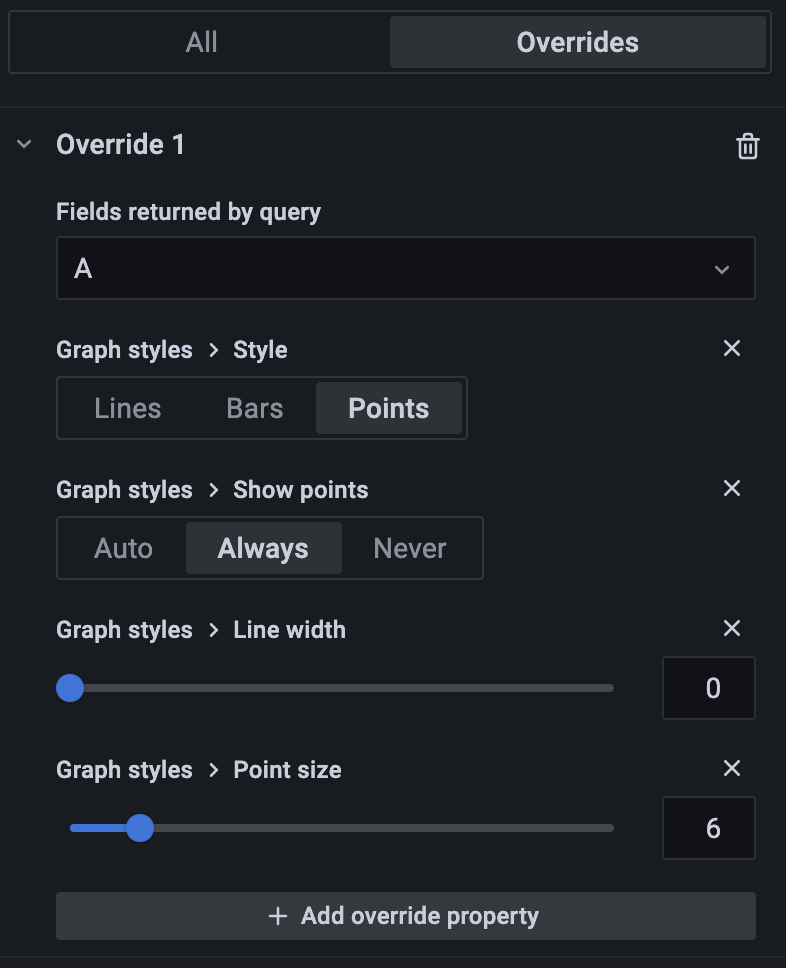 All Overrides
Override 1
Fields returned by query
A
Graph styles > Style
Lines Bars Points
Graph styles > Show points
Auto Always Never
Graph styles > Line width
0
Graph styles > Point size
6
+ Add override property